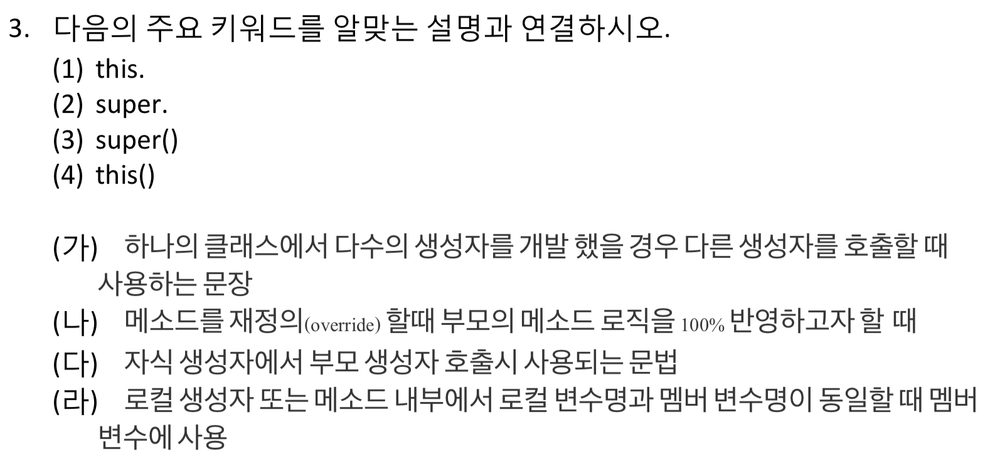 3. 다음의 주요 키워드를 알맞는 설명과 연결하시오.
(1) this.
(2) super.
(3) super()
(4) this()
(가) 하나의 클래스에서 다수의 생성자를 개발 했을 경우 다른 생성자를 호출할 때
사용하는 문장
(나) 메소드를 재정의(override) 할때 부모의 메소드 로직을 100% 반영하고자 할 때
(다) 자식 생성자에서 부모 생성자 호출시 사용되는 문법
(라) 로컬 생성자 또는 메소드 내부에서 로컬 변수명과 멤버 변수명이 동일할 때 멤버
변수에 사용